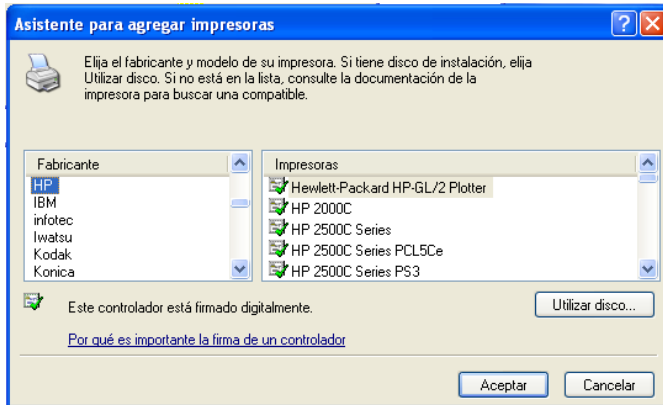 Asistente para agregar impresoras
Elija el fabricante y modelo de su impresora. Si tiene disco de instalación, elija
Utilizar disco. Si no está en la lista, consulte la documentación de la
impresora para buscar una compatible.
Fabricante
HP
IBM
infotec
Iwatsu
Kodak
Konica
Impresoras
Hewlett-Packard HP-GL/2 Plotter
HP 2000C
HP 2500C Series
HP 2500C Series PCL5Ce
HP 2500C Series PS3
Este controlador está firmado digitalmente.
Utilizar disco...
Por qué es importante la firma de un controlador
Aceptar
Cancelar